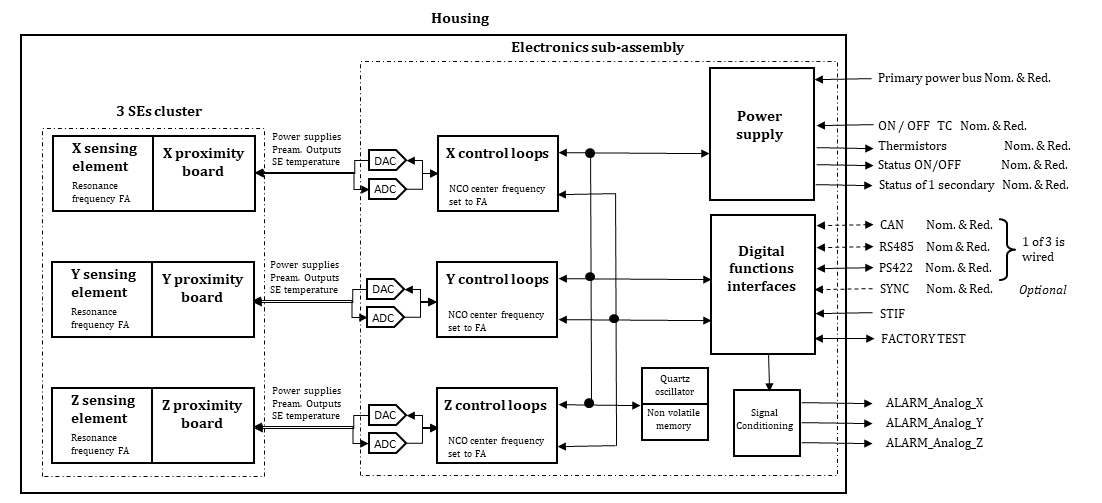 Housing
Electronics sub-assembly
3 SEs cluster
X sensing
element
Resonance
frequency FA
X proximity
board
Power supplies
Pream. Outputs
SE temperature
DAC
ADC
X control loops
NCO center frequency
set to FA
Power
supply
Primary power bus Nom. & Red.
ON / OFF TC Nom. & Red.
Thermistors Nom. & Red.
Status ON/OFF Nom. & Red.
Status of 1 secondary Nom. & Red.
Y sensing
element
Resonance
frequency FA
Y proximity
board
Power supplies
Pream. Outputs
SE temperature
DAC
ADC
Y control loops
NCO center frequency
set to FA
Digital
functions
interfaces
CAN Nom. & Red.
RS485 Nom & Red.
PS422 Nom. & Red.
1 of 3 is
wired
SYNC Nom. & Red. Optional
STIF
FACTORY TEST
Z sensing
element
Resonance
frequency FA
Z proximity
board
Power supplies
Pream. Outputs
SE temperature
DAC
ADC
Z control loops
NCO center frequency
set to FA
Quartz
oscillator
Non volatile
memory
Signal
Conditioning
ALARM_Analog_X
ALARM_Analog_Y
ALARM_Analog_Z